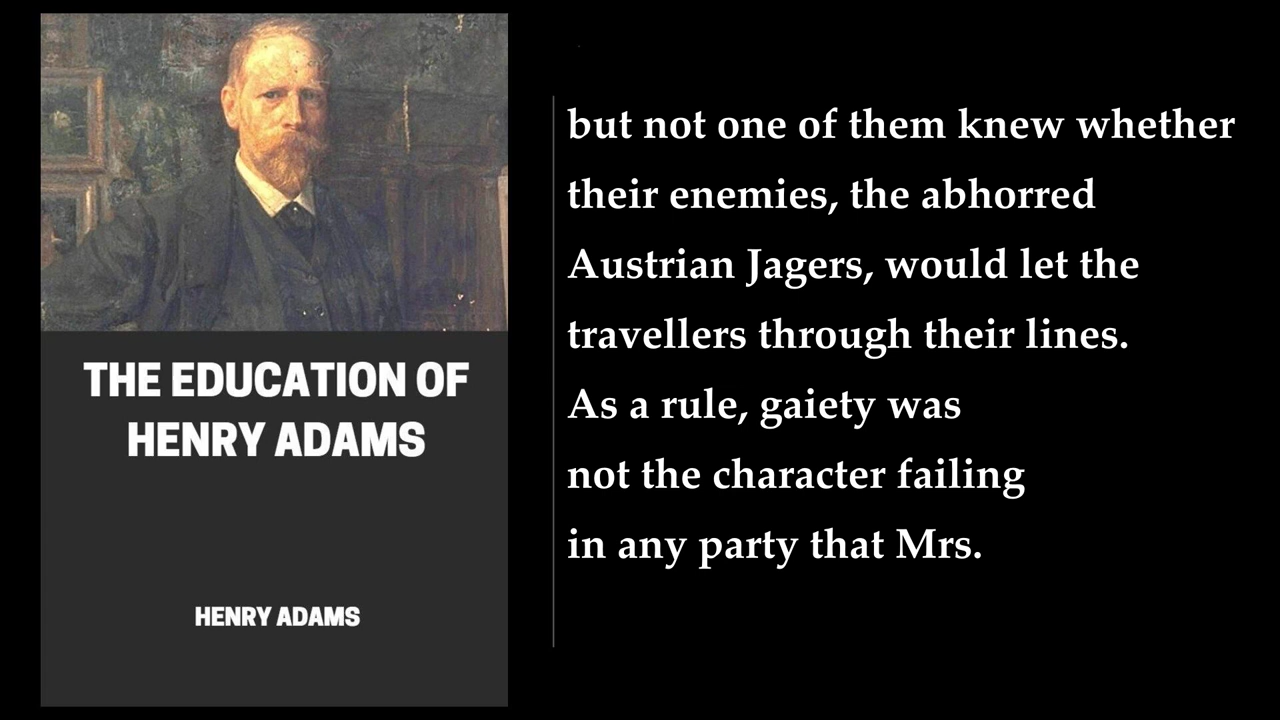 THE EDUCATION OF
HENRY ADAMS
HENRY ADAMS
but not one of them knew whether
their enemies, the abhorred
Austrian Jagers, would let the
travellers through their lines.
As a rule, gaiety was
not the character failing
in any party that Mrs.